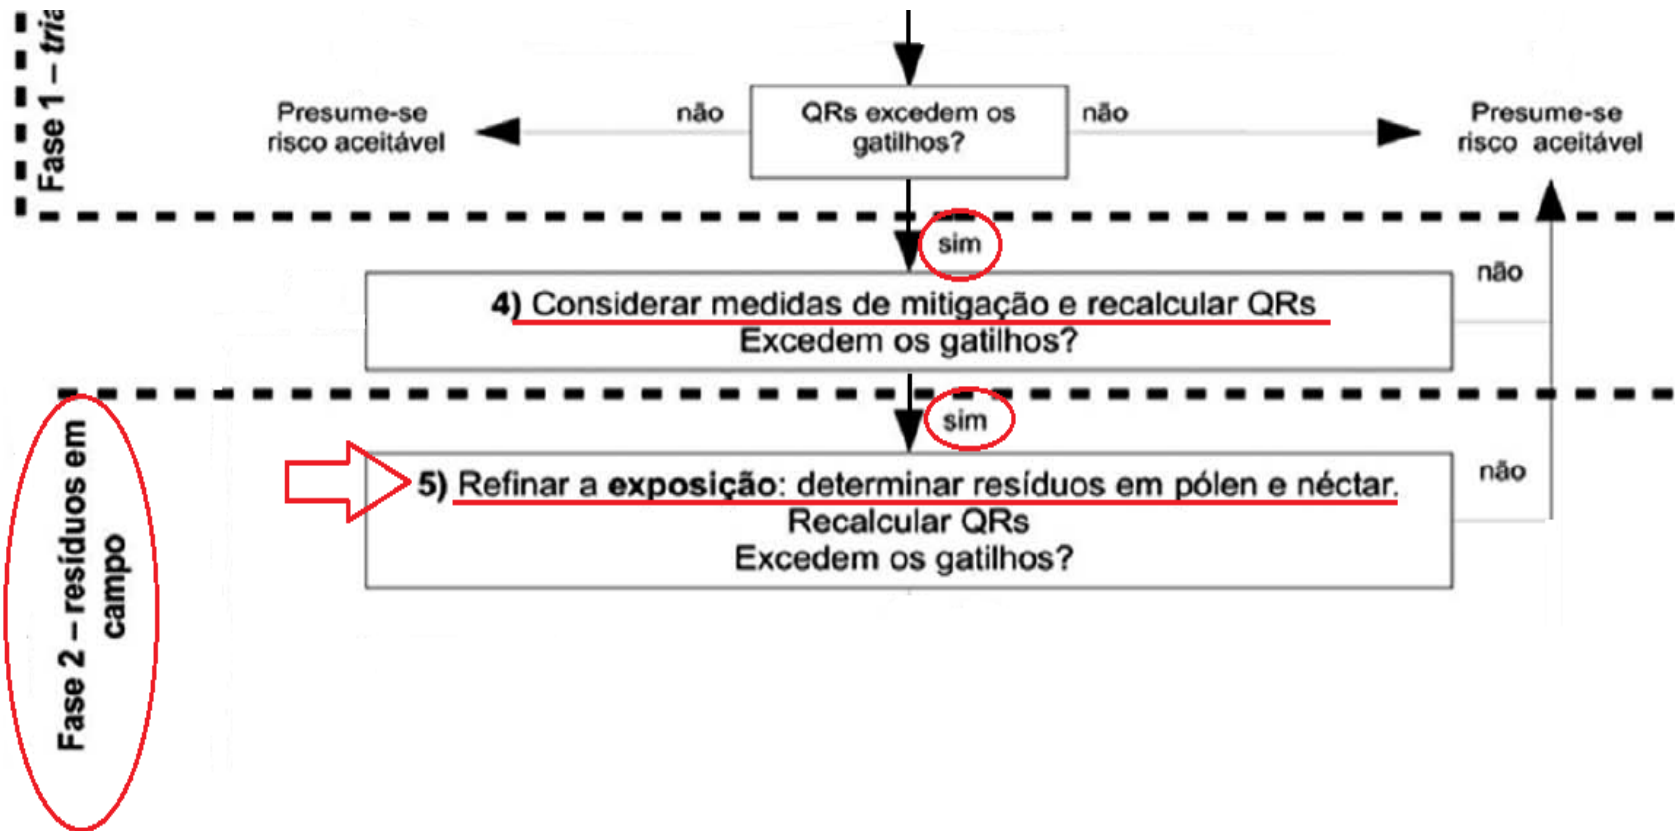 Fase 1 – tria
Presume-se
risco aceitável
não
QRs excedem os
gatilhos?
não
Presume-se
risco aceitável
sim
não
4) Considerar medidas de mitigação e recalcular QRs
Excedem os gatilhos?
sim
não
Fase 2 – resíduos em
campo
5) Refinar a exposição: determinar resíduos em pólen e néctar.
Recalcular QRs
Excedem os gatilhos?